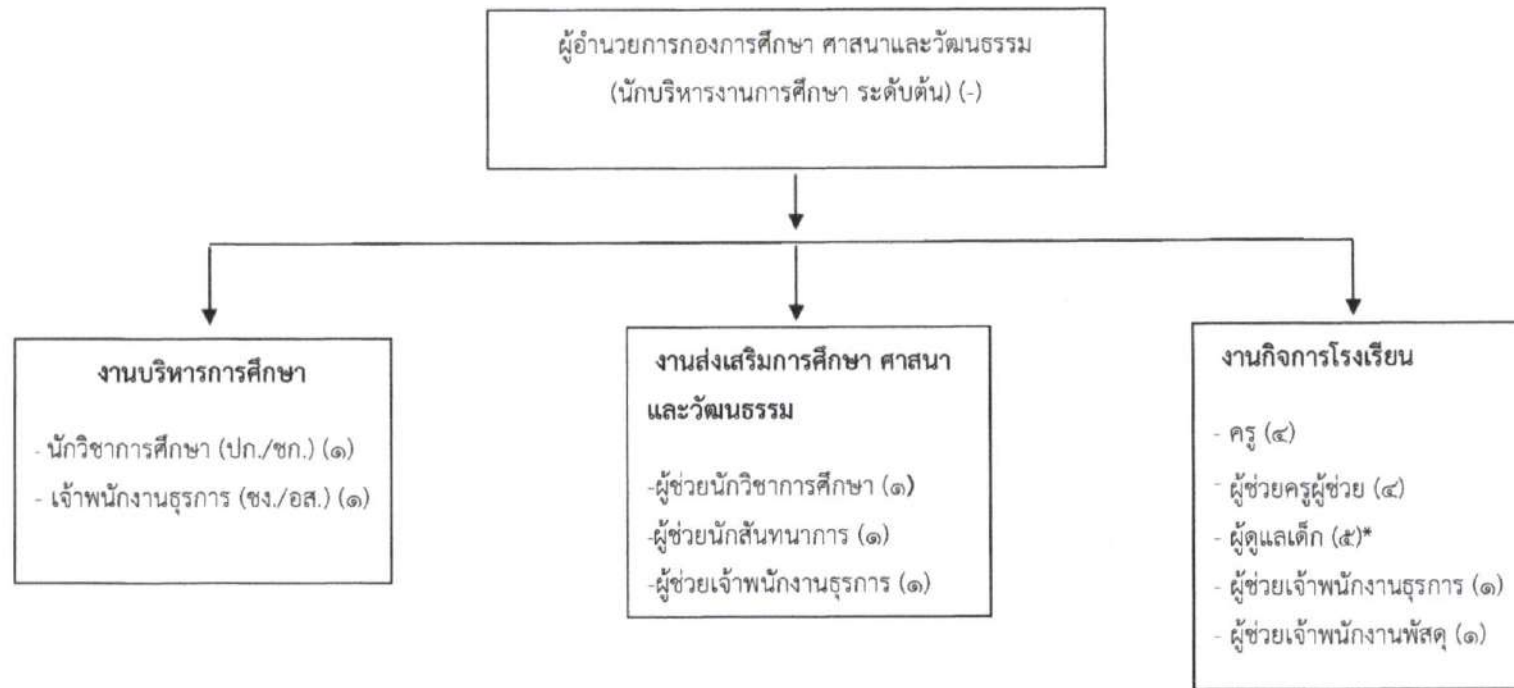 ผู้อำนวยการกองการศึกษา ศาสนาและวัฒนธรรม
(นักบริหารงานการศึกษา ระดับต้น) (-)
งานบริหารการศึกษา
- นักวิชาการศึกษา (ปก./ชก.) (๑)
- เจ้าพนักงานธุรการ (ชง./อส.) (๑)
งานส่งเสริมการศึกษา ศาสนา
และวัฒนธรรม
-ผู้ช่วยนักวิชาการศึกษา (๑)
-ผู้ช่วยนักสันทนาการ (๑)
-ผู้ช่วยเจ้าพนักงานธุรการ (๑)
งานกิจการโรงเรียน
- ครู (๔)
- ผู้ช่วยครูผู้ช่วย (๔)
- ผู้ดูแลเด็ก (๕)*
- ผู้ช่วยเจ้าพนักงานธุรการ (๑)
- ผู้ช่วยเจ้าพนักงานพัสดุ (๑)